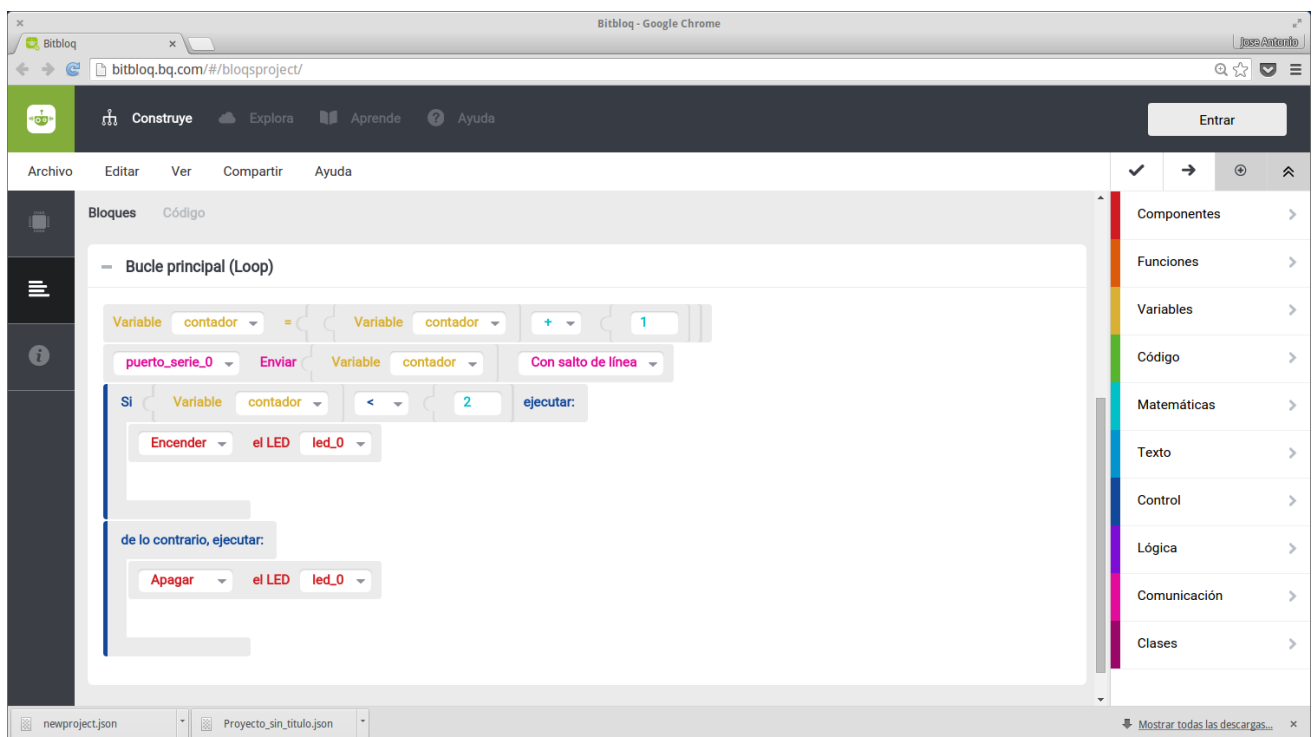 Bitbloq - Google Chrome
Bitbloq
Jose Antonio
bitbloq.bq.com/#/bloqsproject/
Construye Explora Aprende Ayuda Entrar
Archivo Editar Ver Compartir Ayuda
Bloques Código
Bucle principal (Loop)
Variable contador = Variable contador + 1
puerto_serie_0 Enviar Variable contador Con salto de línea
Si Variable contador < 2 ejecutar:
Encender el LED led_0
de lo contrario, ejecutar:
Apagar el LED led_0
Componentes
Funciones
Variables
Código
Matemáticas
Texto
Control
Lógica
Comunicación
Clases
newproject.json Proyecto_sin_titulo.json Mostrar todas las descargas...